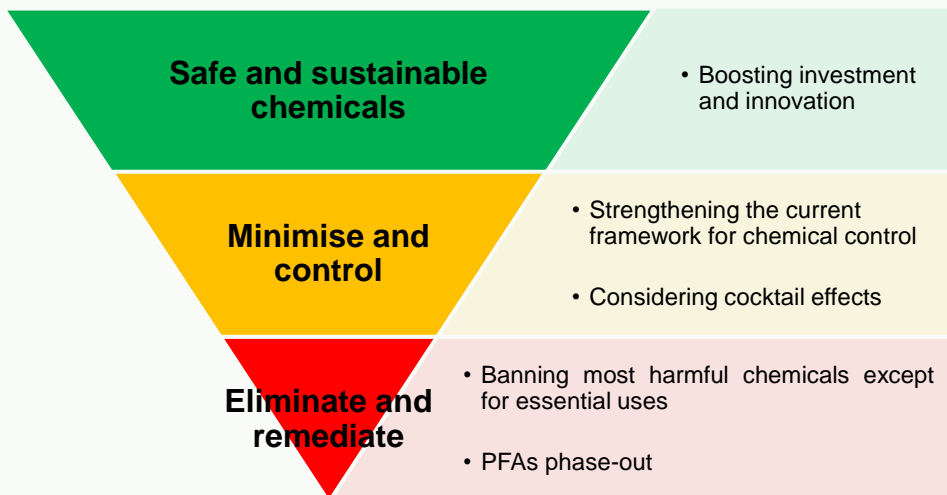 Safe and sustainable
chemicals
• Boosting investment
and innovation
Minimise and
control
• Strengthening the current
framework for chemical control
• Considering cocktail effects
Eliminate and
remediate
• Banning most harmful chemicals except
for essential uses
• PFAs phase-out